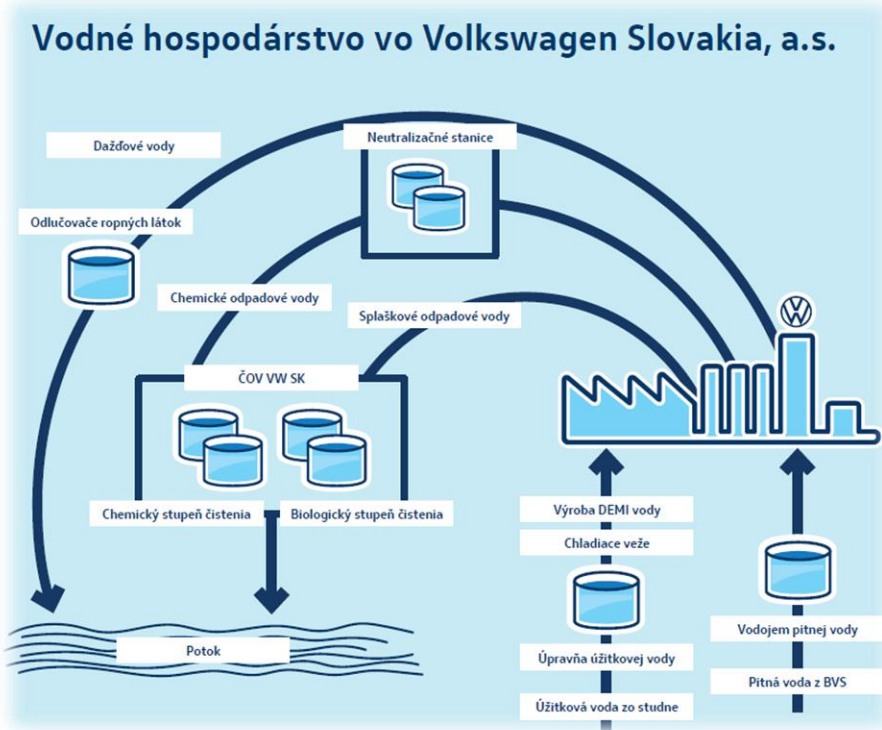 Vodné hospodárstvo vo Volkswagen Slovakia, a.s.
Dažďové vody
Neutralizačné stanice
Odlučovače ropných látok
Chemické odpadové vody
Splaškové odpadové vody
ČOV VW SK
Chemický stupeň čistenia
Biologický stupeň čistenia
Výroba DEMI vody
Chladiace veže
Vodojem pitnej vody
Potok
Úpravňa úžitkovej vody
Pitná voda z BVS
Úžitková voda zo studne